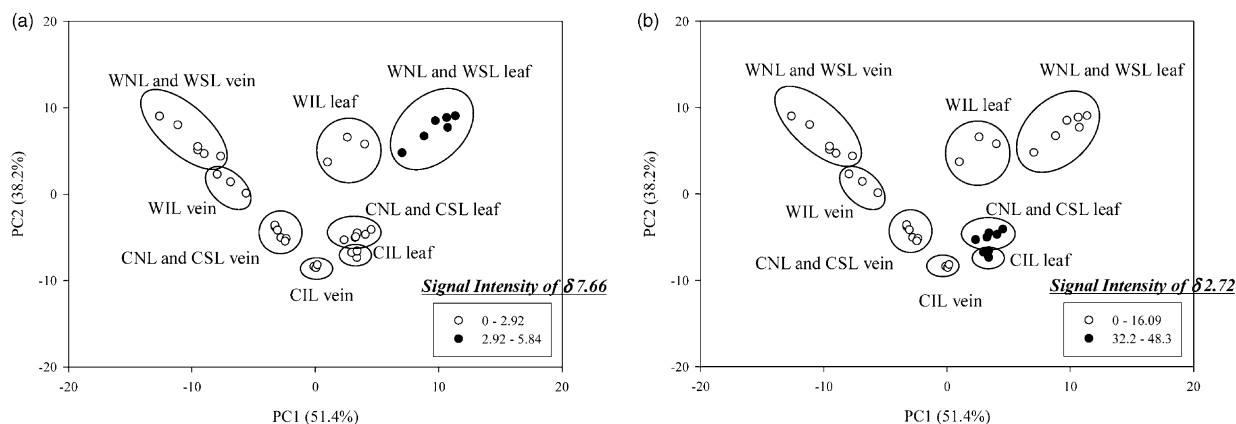 (a)
20
10
0
-10
-20
PC2 (38.2%)
WNL and WSL vein
WNL and WSL leaf
WIL leaf
WIL vein
CNL and CSL leaf
CNL and CSL vein
CIL leaf
CIL vein
Signal Intensity of δ 7.66
0 - 2.92
2.92 - 5.84
-20
-10
0
10
20
PC1 (51.4%)
(b)
20
10
0
-10
-20
PC2 (38.2%)
WNL and WSL vein
WNL and WSL leaf
WIL leaf
WIL vein
CNL and CSL leaf
CNL and CSL vein
CIL leaf
CIL vein
Signal Intensity of δ 2.72
0 - 16.09
32.2 - 48.3
-20
-10
0
10
20
PC1 (51.4%)